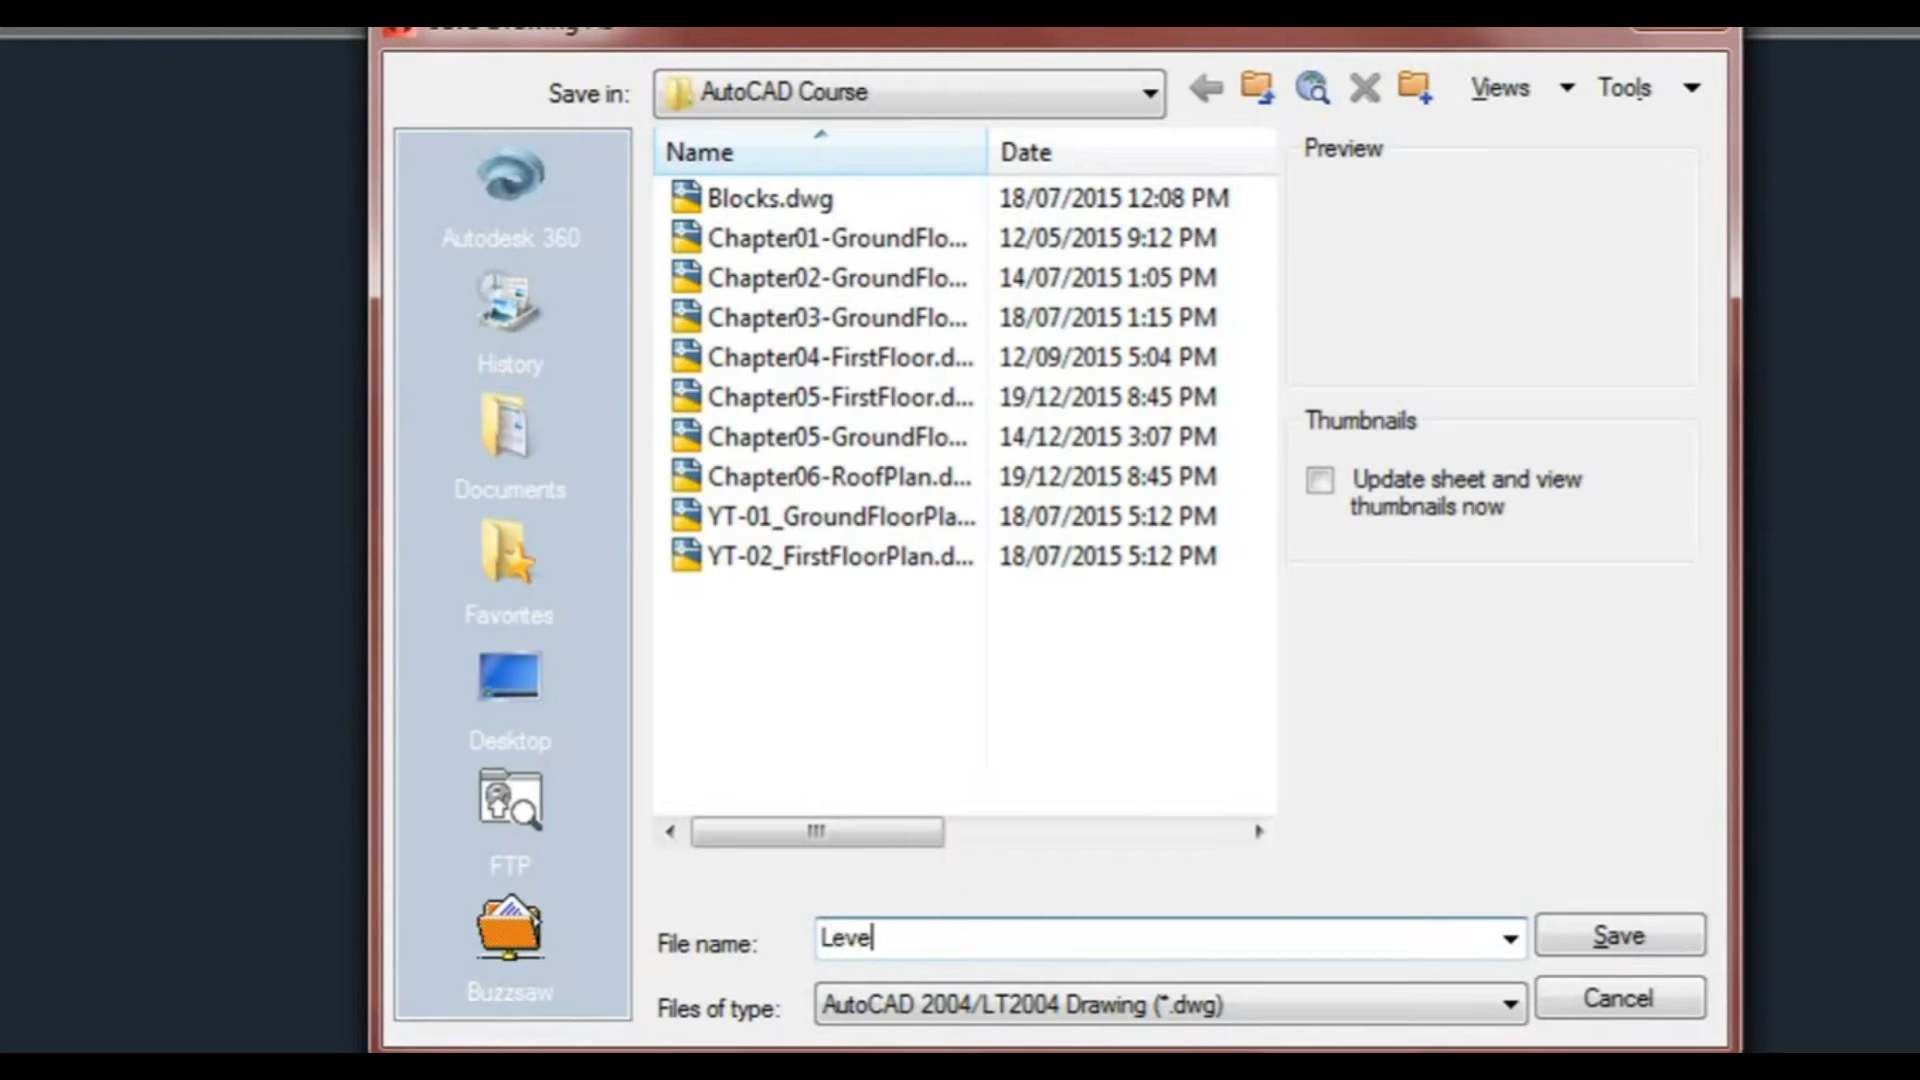 Save in: AutoCAD Course Views Tools
Name Date Preview
Autodesk 360
History
Documents
Favorites
Desktop
FTP
Buzzsaw
Blocks.dwg 18/07/2015 12:08 PM
Chapter01-GroundFlo... 12/05/2015 9:12 PM
Chapter02-GroundFlo... 14/07/2015 1:05 PM
Chapter03-GroundFlo... 18/07/2015 1:15 PM
Chapter04-FirstFloor.d... 12/09/2015 5:04 PM
Chapter05-FirstFloor.d... 19/12/2015 8:45 PM
Chapter05-GroundFlo... 14/12/2015 3:07 PM
Chapter06-RoofPlan.d... 19/12/2015 8:45 PM
YT-01_GroundFloorPla... 18/07/2015 5:12 PM
YT-02_FirstFloorPlan.d... 18/07/2015 5:12 PM
Thumbnails
Update sheet and view
thumbnails now
File name: Leve Save
Files of type: AutoCAD 2004/LT2004 Drawing (*.dwg) Cancel